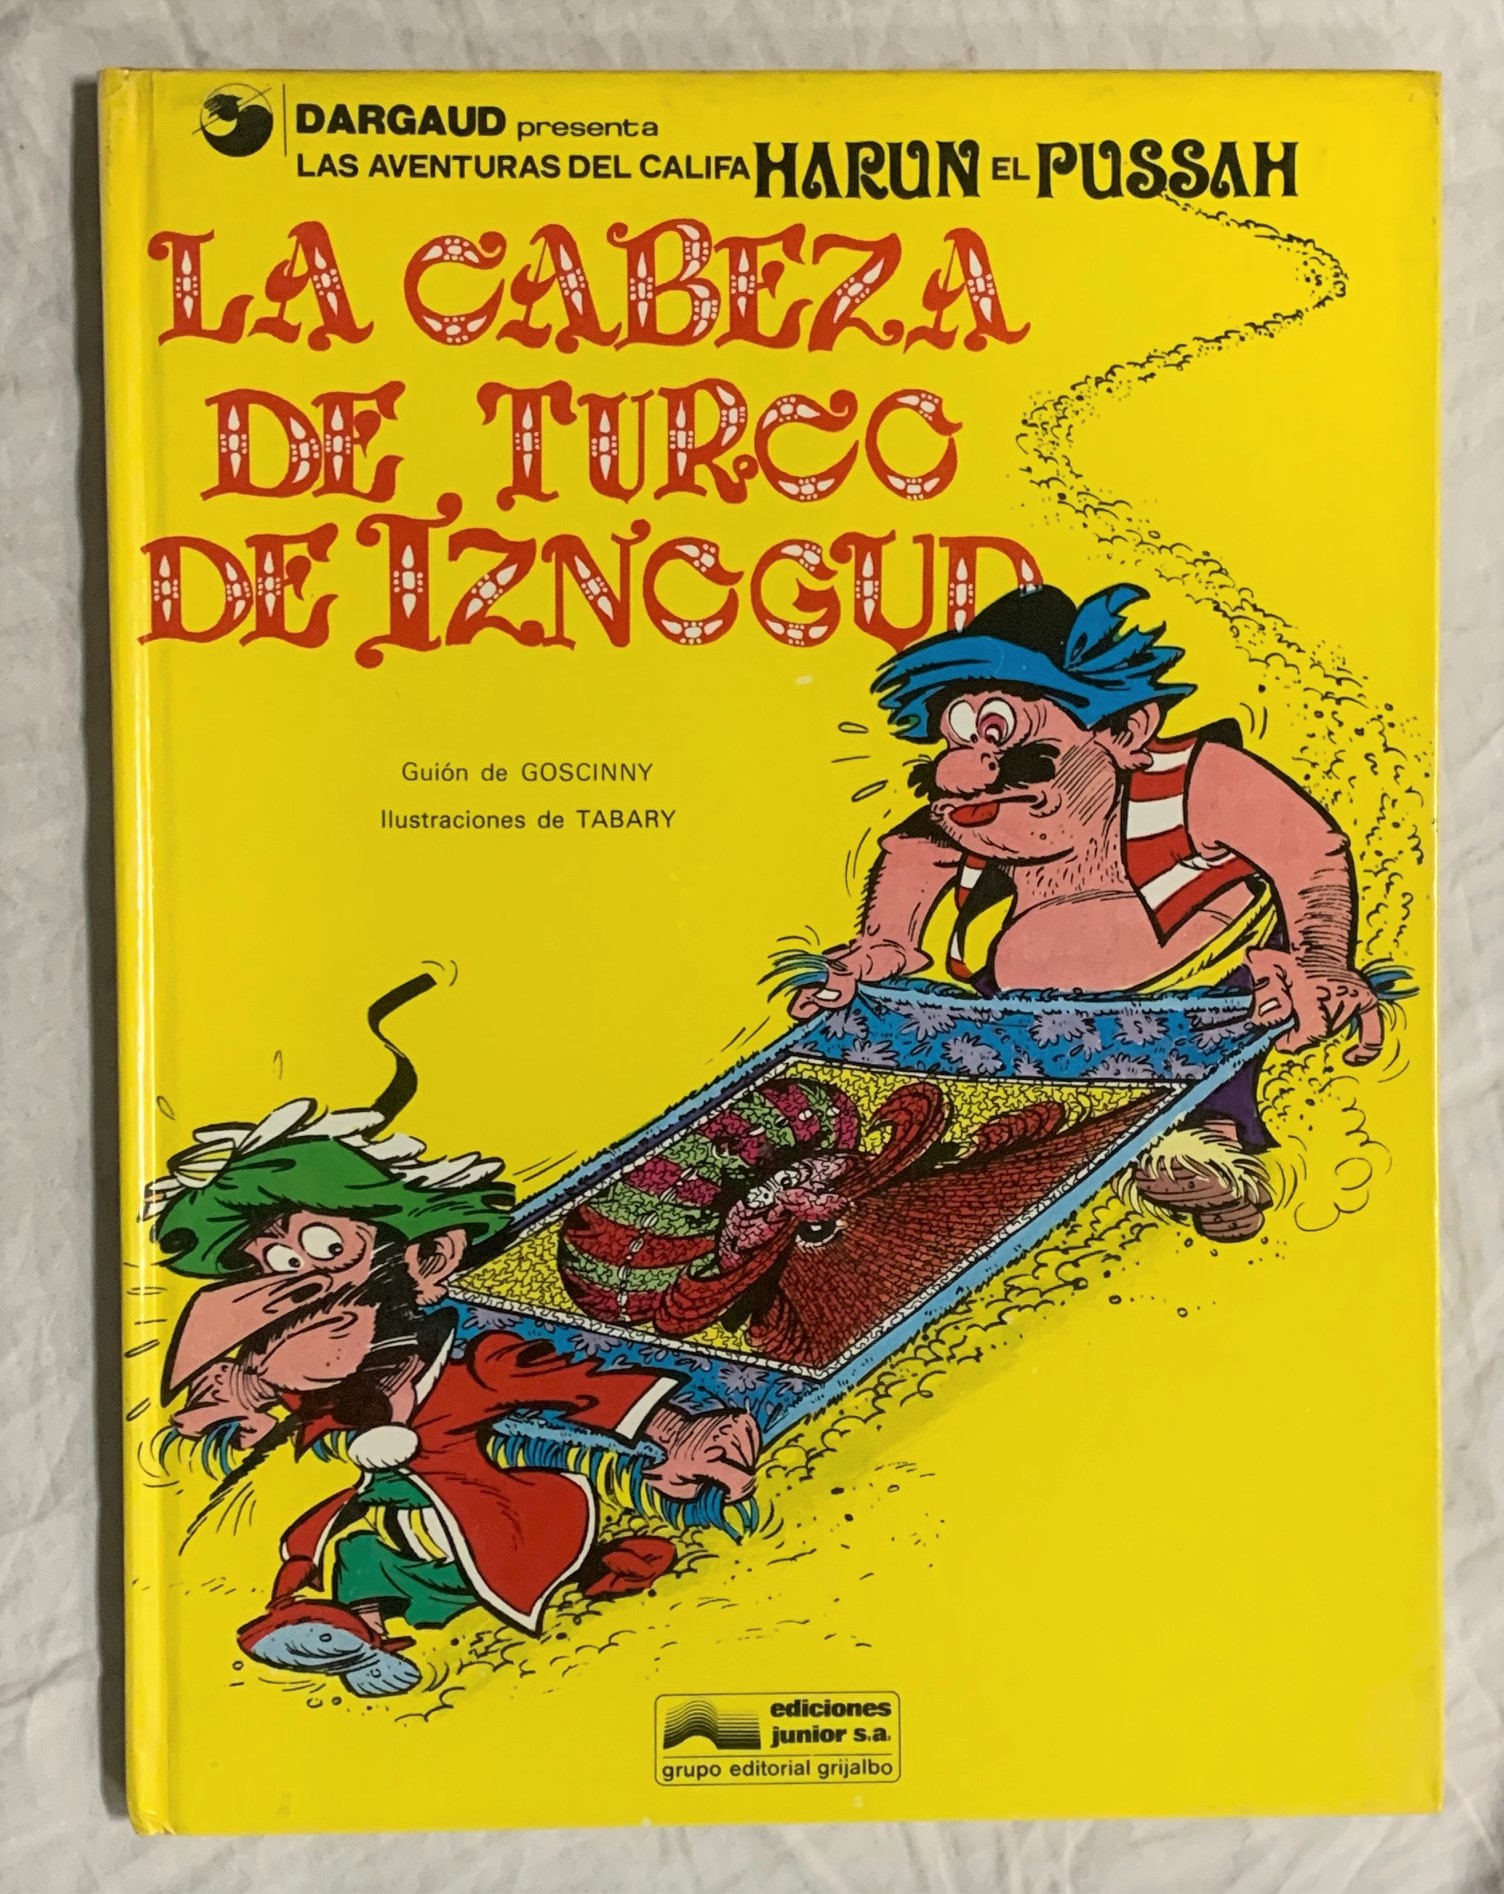 DARGAUD presenta
LAS AVENTURAS DEL CALIFA HARUN EL PUSSAH
LA CABEZA
DE TURCO
DE IZNOGUD
Guión de GOSCINNY
Ilustraciones de TABARY
ediciones
junior s.a.
grupo editorial grijalbo